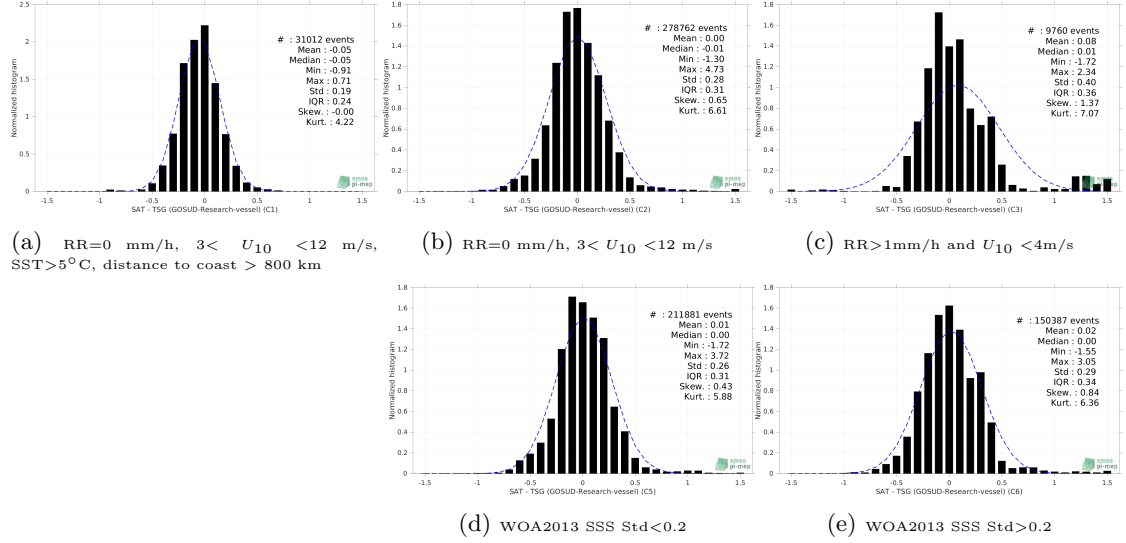 # : 31012 events
Mean : -0.05
Median : -0.05
Min : -0.91
Max : 0.71
Std : 0.19
IQR : 0.24
Skew. : -0.00
Kurt. : 4.22
Normalized histogram
2.5
2
1.5
1
0.5
0
-1.5 -1 -0.5 0 0.5 1 1.5
SAT - TSG (GOSUD-Research-vessel) (C1)
smos
pi-mep
(a) RR=0 mm/h, 3< U10 <12 m/s,
SST>5°C, distance to coast > 800 km
# : 278762 events
Mean : 0.00
Median : -0.01
Min : -1.30
Max : 4.73
Std : 0.28
IQR : 0.31
Skew. : 0.65
Kurt. : 6.61
Normalized histogram
1.8
1.6
1.4
1.2
1
0.8
0.6
0.4
0.2
0
-1.5 -1 -0.5 0 0.5 1 1.5
SAT - TSG (GOSUD-Research-vessel) (C2)
smos
pi-mep
(b) RR=0 mm/h, 3< U10 <12 m/s
# : 9760 events
Mean : 0.08
Median : 0.01
Min : -1.72
Max : 2.34
Std : 0.40
IQR : 0.36
Skew. : 1.37
Kurt. : 7.07
Normalized histogram
1.8
1.6
1.4
1.2
1
0.8
0.6
0.4
0.2
0
-1.5 -1 -0.5 0 0.5 1 1.5
SAT - TSG (GOSUD-Research-vessel) (C3)
smos
pi-mep
(c) RR>1mm/h and U10 <4m/s
# : 211881 events
Mean : 0.01
Median : 0.00
Min : -1.72
Max : 3.72
Std : 0.26
IQR : 0.31
Skew. : 0.43
Kurt. : 5.88
Normalized histogram
1.8
1.6
1.4
1.2
1
0.8
0.6
0.4
0.2
0
-1.5 -1 -0.5 0 0.5 1 1.5
SAT - TSG (GOSUD-Research-vessel) (C5)
smos
pi-mep
(d) WOA2013 SSS Std<0.2
# : 150387 events
Mean : 0.02
Median : 0.00
Min : -1.55
Max : 3.05
Std : 0.29
IQR : 0.34
Skew. : 0.84
Kurt. : 6.36
Normalized histogram
1.8
1.6
1.4
1.2
1
0.8
0.6
0.4
0.2
0
-1.5 -1 -0.5 0 0.5 1 1.5
SAT - TSG (GOSUD-Research-vessel) (C6)
smos
pi-mep
(e) WOA2013 SSS Std>0.2